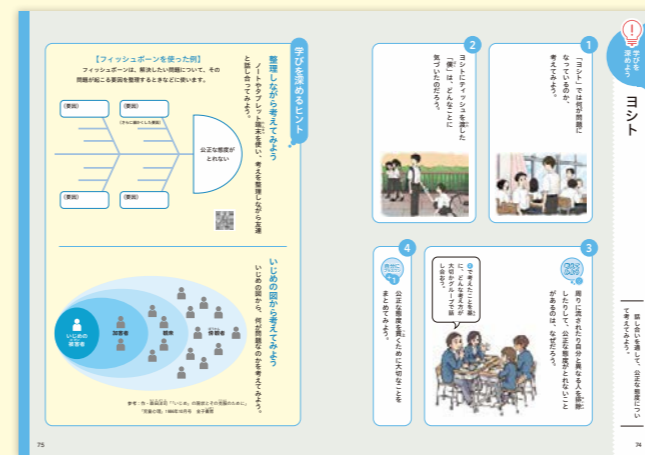 学びを
深めよう
ヨシト
話し合いを通して、公正な態度につい
て考えてみよう。
74
1
「ヨシト」では何が問題に
なっているのか、
考えてみよう。
2
ヨシトにティッシュを渡した
「僕」は、どんなことに
気づいたのだろう。
3
周りに流されたり自分と異なる人を排除
したりして、公正な態度がとれないこと
があるのは、なぜだろう。
で考えたことを基
に、どんな考え方が
大切かグループで話
し合おう。
4
公正な態度を貫くために大切なことを
まとめてみよう。
学びを深めるヒント
整理しながら考えてみよう
ノートやタブレット端末を使い、考えを整理しながら友達
と話し合ってみよう。
【フィッシュボーンを使った例】
フィッシュボーンは、解決したい問題について、その
問題が起こる要因を整理するときなどに使います。
(要因)
(要因)
(さらに細かくした要因)
公正な態度が
とれない
(要因)
(要因)
いじめの図から考えてみよう
いじめの図から、何が問題なのかを考えてみよう。
いじめの
被害者
加害者
観衆
傍観者
75